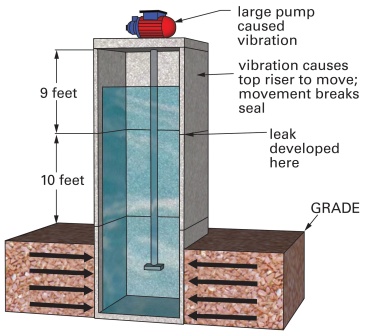 large pump
caused
vibration
vibration causes
top riser to move;
movement breaks
seal
9 feet
leak
developed
here
10 feet
GRADE